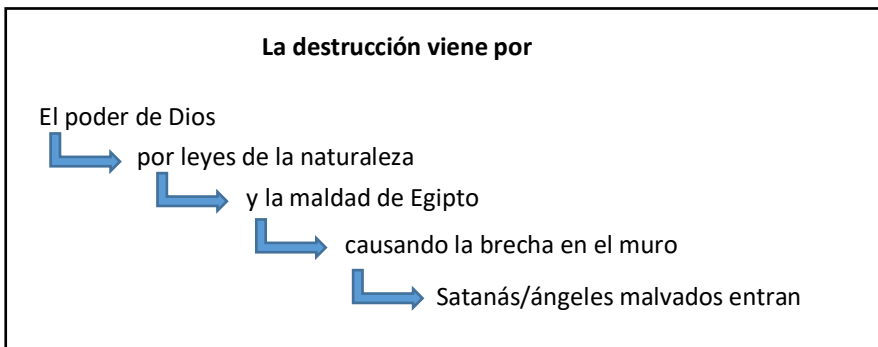 La destrucción viene por
El poder de Dios
por leyes de la naturaleza
y la maldad de Egipto
causando la brecha en el muro
Satanás/ángeles malvados entran